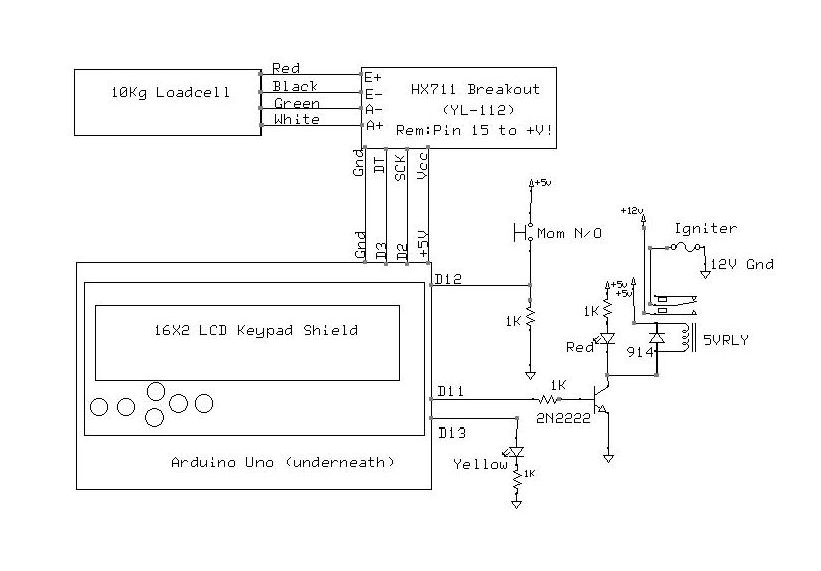 Red
10Kg Loadcell
Black
Green
White
E+
E-
A-
A+
HX711 Breakout
(YL-112)
Rem:Pin 15 to +V!
Gnd
DT
SCK
Vcc
Gnd
D3
D2
+5V
+5v
Mom N/O
+12v
Igniter
12V Gnd
D12
16X2 LCD Keypad Shield
1K
+5v
+5v
1K
Red
914
5VRLY
D11
1K
2N2222
D13
Yellow
1K
Arduino Uno (underneath)